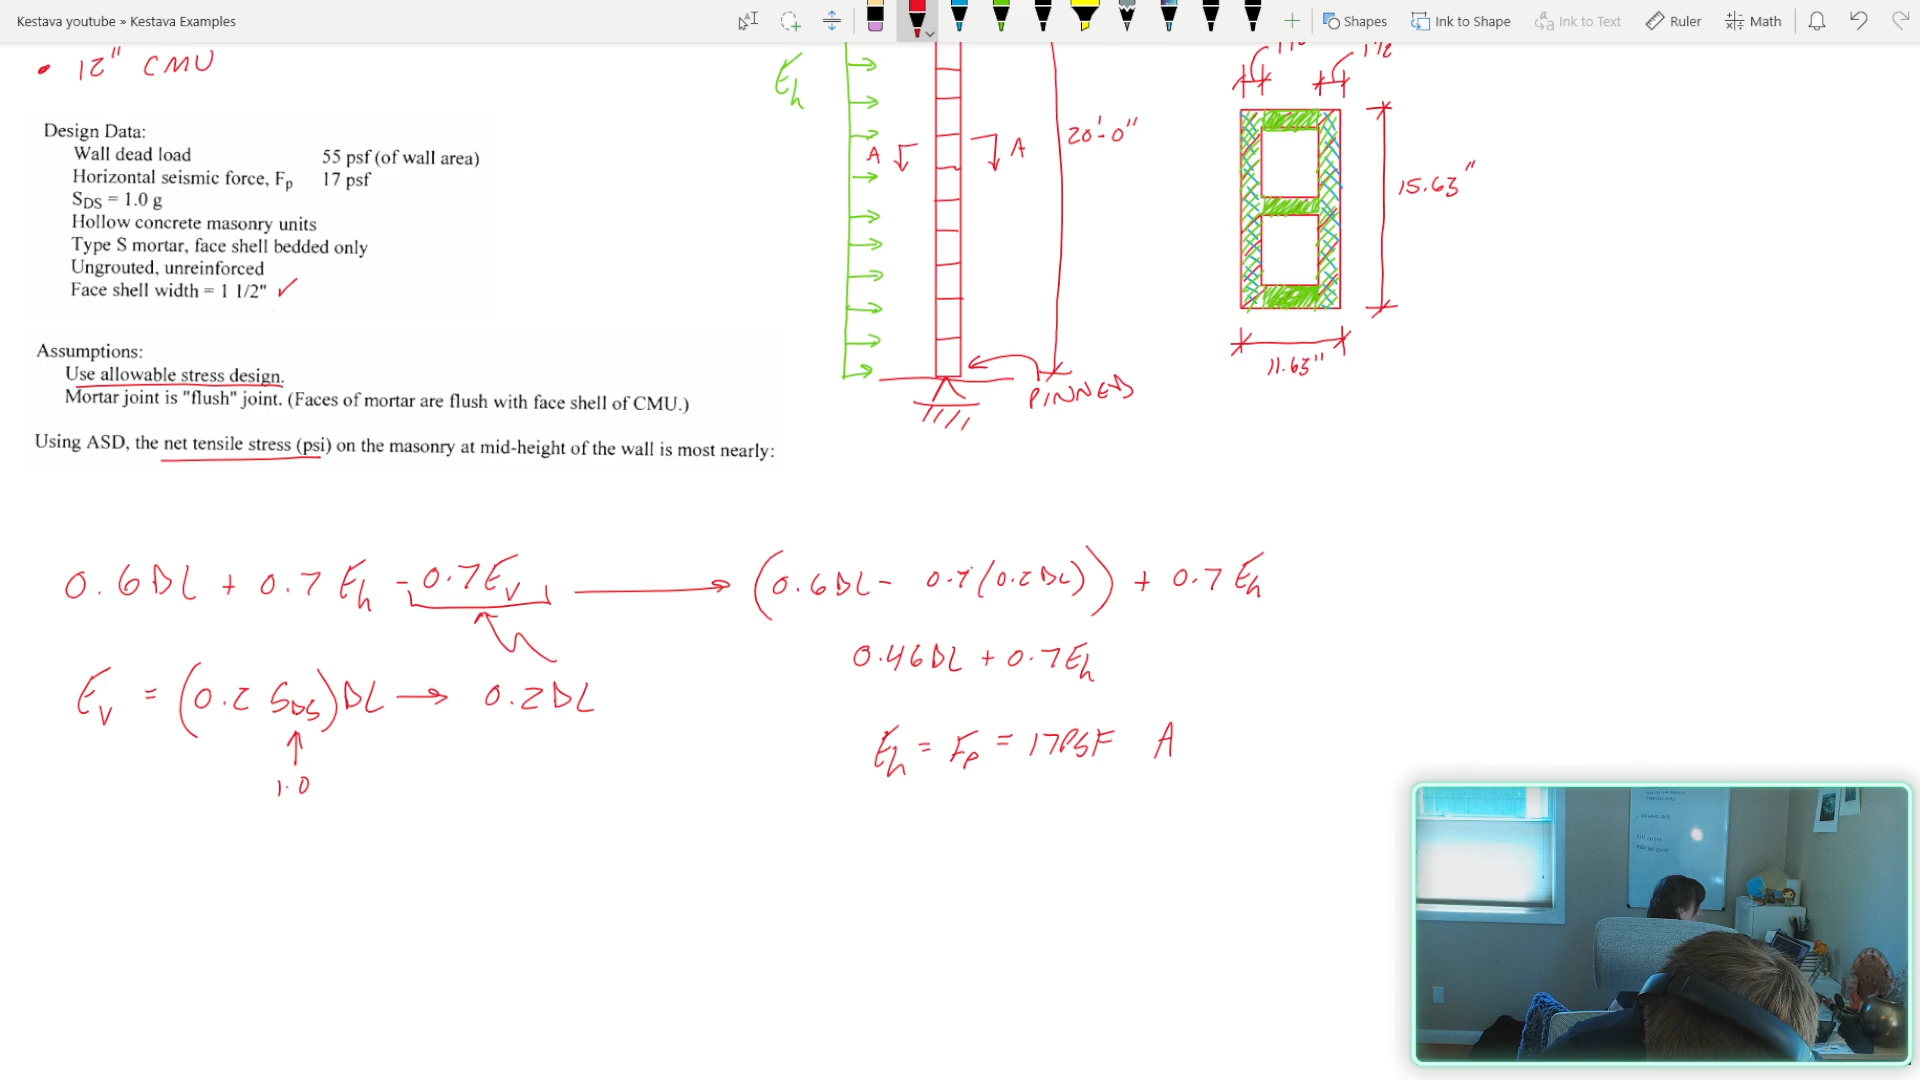 Kestava youtube » Kestava Examples
Shapes
Ink to Shape
Ink to Text
Ruler
Math
• 12" CMU
Design Data:
Wall dead load 55 psf (of wall area)
Horizontal seismic force, Fp 17 psf
SDS = 1.0 g
Hollow concrete masonry units
Type S mortar, face shell bedded only
Ungrouted, unreinforced
Face shell width = 1 1/2" ✓
Assumptions:
Use allowable stress design.
Mortar joint is "flush" joint. (Faces of mortar are flush with face shell of CMU.)
Using ASD, the net tensile stress (psi) on the masonry at mid-height of the wall is most nearly:
Eh
A
A
20'-0"
PINNED
15.63"
11.63"
0.6DL + 0.7Eh - 0.7Ev
(0.6DL - 0.7(0.2DL)) + 0.7Eh
0.46DL + 0.7Eh
Ev = (0.2 SDS)DL → 0.2DL
1.0
Eh = Fp = 17PSF A